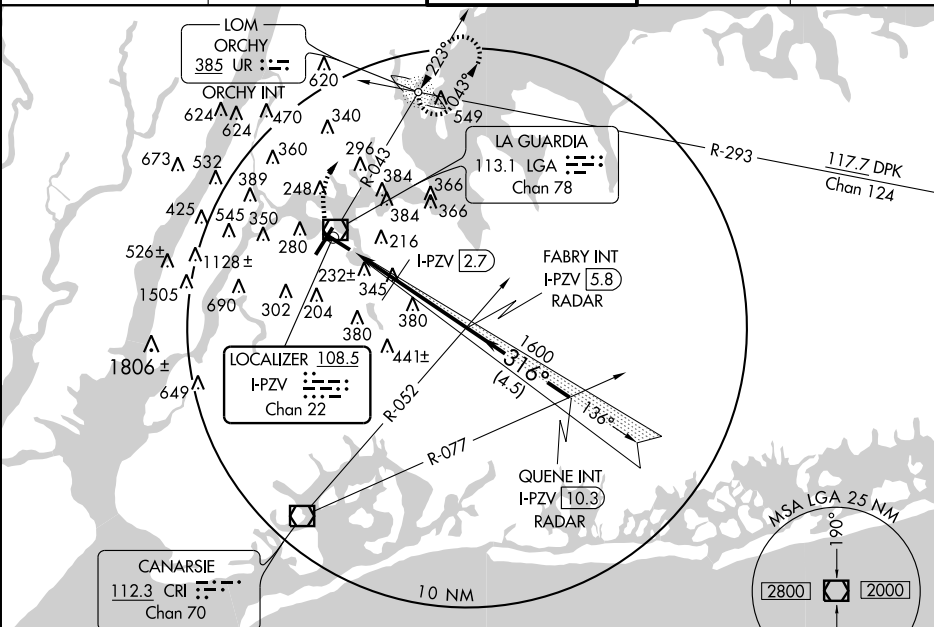 LOM
ORCHY
385 UR
ORCHY INT
620
223°
043°
549
624
624
470
340
R-043
LA GUARDIA
113.1 LGA
Chan 78
R-293
117.7 DPK
Chan 124
673
532
360
296
384
389
248
384
366
366
425
545
350
280
216
526±
1128±
I-PZV 2.7
FABRY INT
I-PZV 5.8
RADAR
232±
345
1505
690
302
204
380
380
1806±
441±
1600
316°
(4.5)
136°
649
LOCALIZER 108.5
I-PZV
Chan 22
R-052
R-077
QUENE INT
I-PZV 10.3
RADAR
MSA LGA 25 NM
190°
2800
2000
CANARSIE
112.3 CRI
Chan 70
10 NM